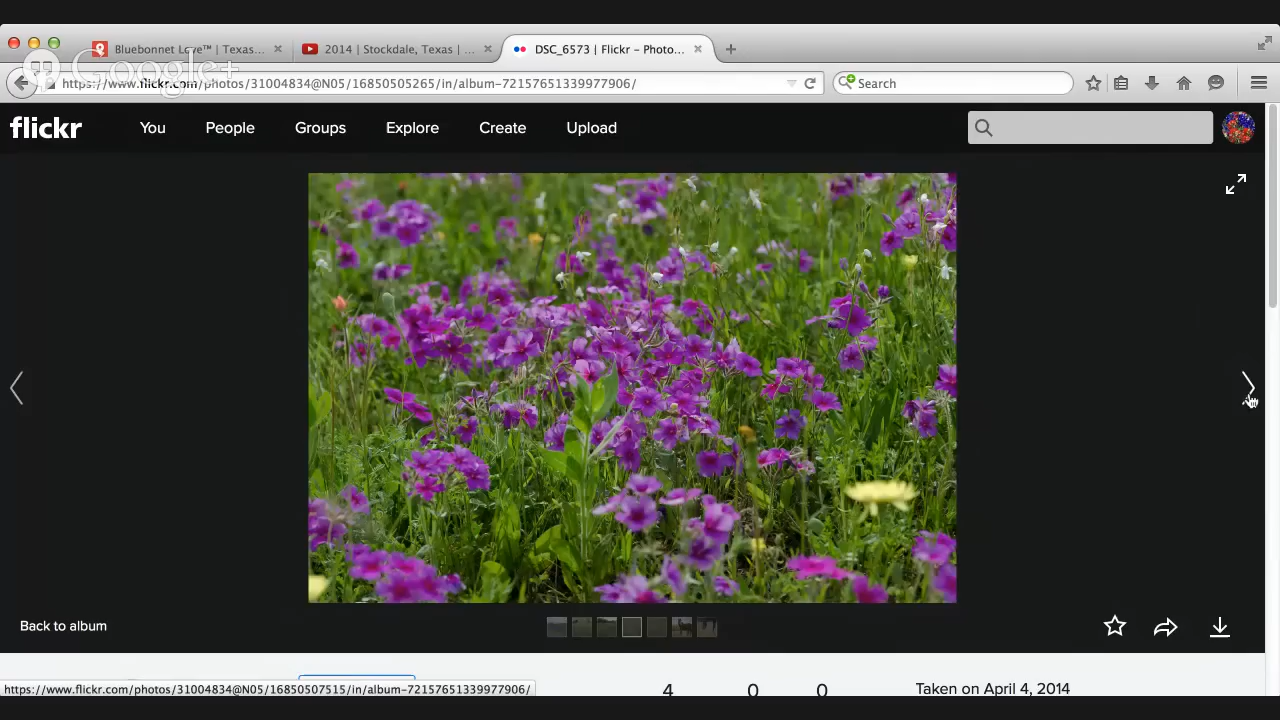 Bluebonnet Love™ | Texas...
2014 | Stockdale, Texas | ...
DSC_6573 | Flickr – Photo...
Google+
https://www.flickr.com/photos/31004834@N05/16850505265/in/album-72157651339977906/
Search
flickr
You
People
Groups
Explore
Create
Upload
Back to album
https://www.flickr.com/photos/31004834@N05/16850507515/in/album-72157651339977906/
4
0
0
Taken on April 4, 2014